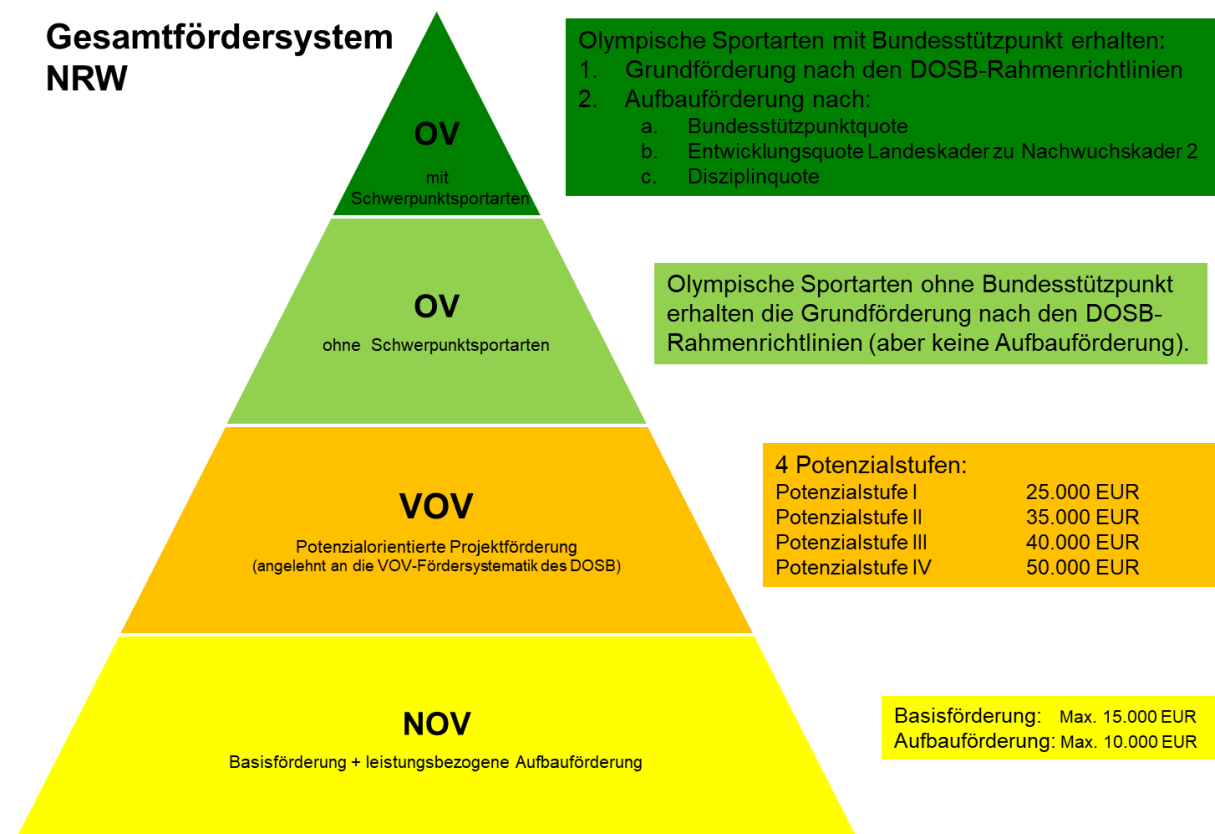 Gesamtfördersystem
NRW
OV
mit
Schwerpunktsportarten
Olympische Sportarten mit Bundesstützpunkt erhalten:
1. Grundförderung nach den DOSB-Rahmenrichtlinien
2. Aufbauförderung nach:
a. Bundesstützpunktquote
b. Entwicklungsquote Landeskader zu Nachwuchskader 2
c. Disziplinquote
OV
ohne Schwerpunktsportarten
Olympische Sportarten ohne Bundesstützpunkt
erhalten die Grundförderung nach den DOSB-
Rahmenrichtlinien (aber keine Aufbauförderung).
VOV
Potenzialorientierte Projektförderung
(angelehnt an die VOV-Fördersystematik des DOSB)
4 Potenzialstufen:
Potenzialstufe I 25.000 EUR
Potenzialstufe II 35.000 EUR
Potenzialstufe III 40.000 EUR
Potenzialstufe IV 50.000 EUR
NOV
Basisförderung + leistungsbezogene Aufbauförderung
Basisförderung: Max. 15.000 EUR
Aufbauförderung: Max. 10.000 EUR